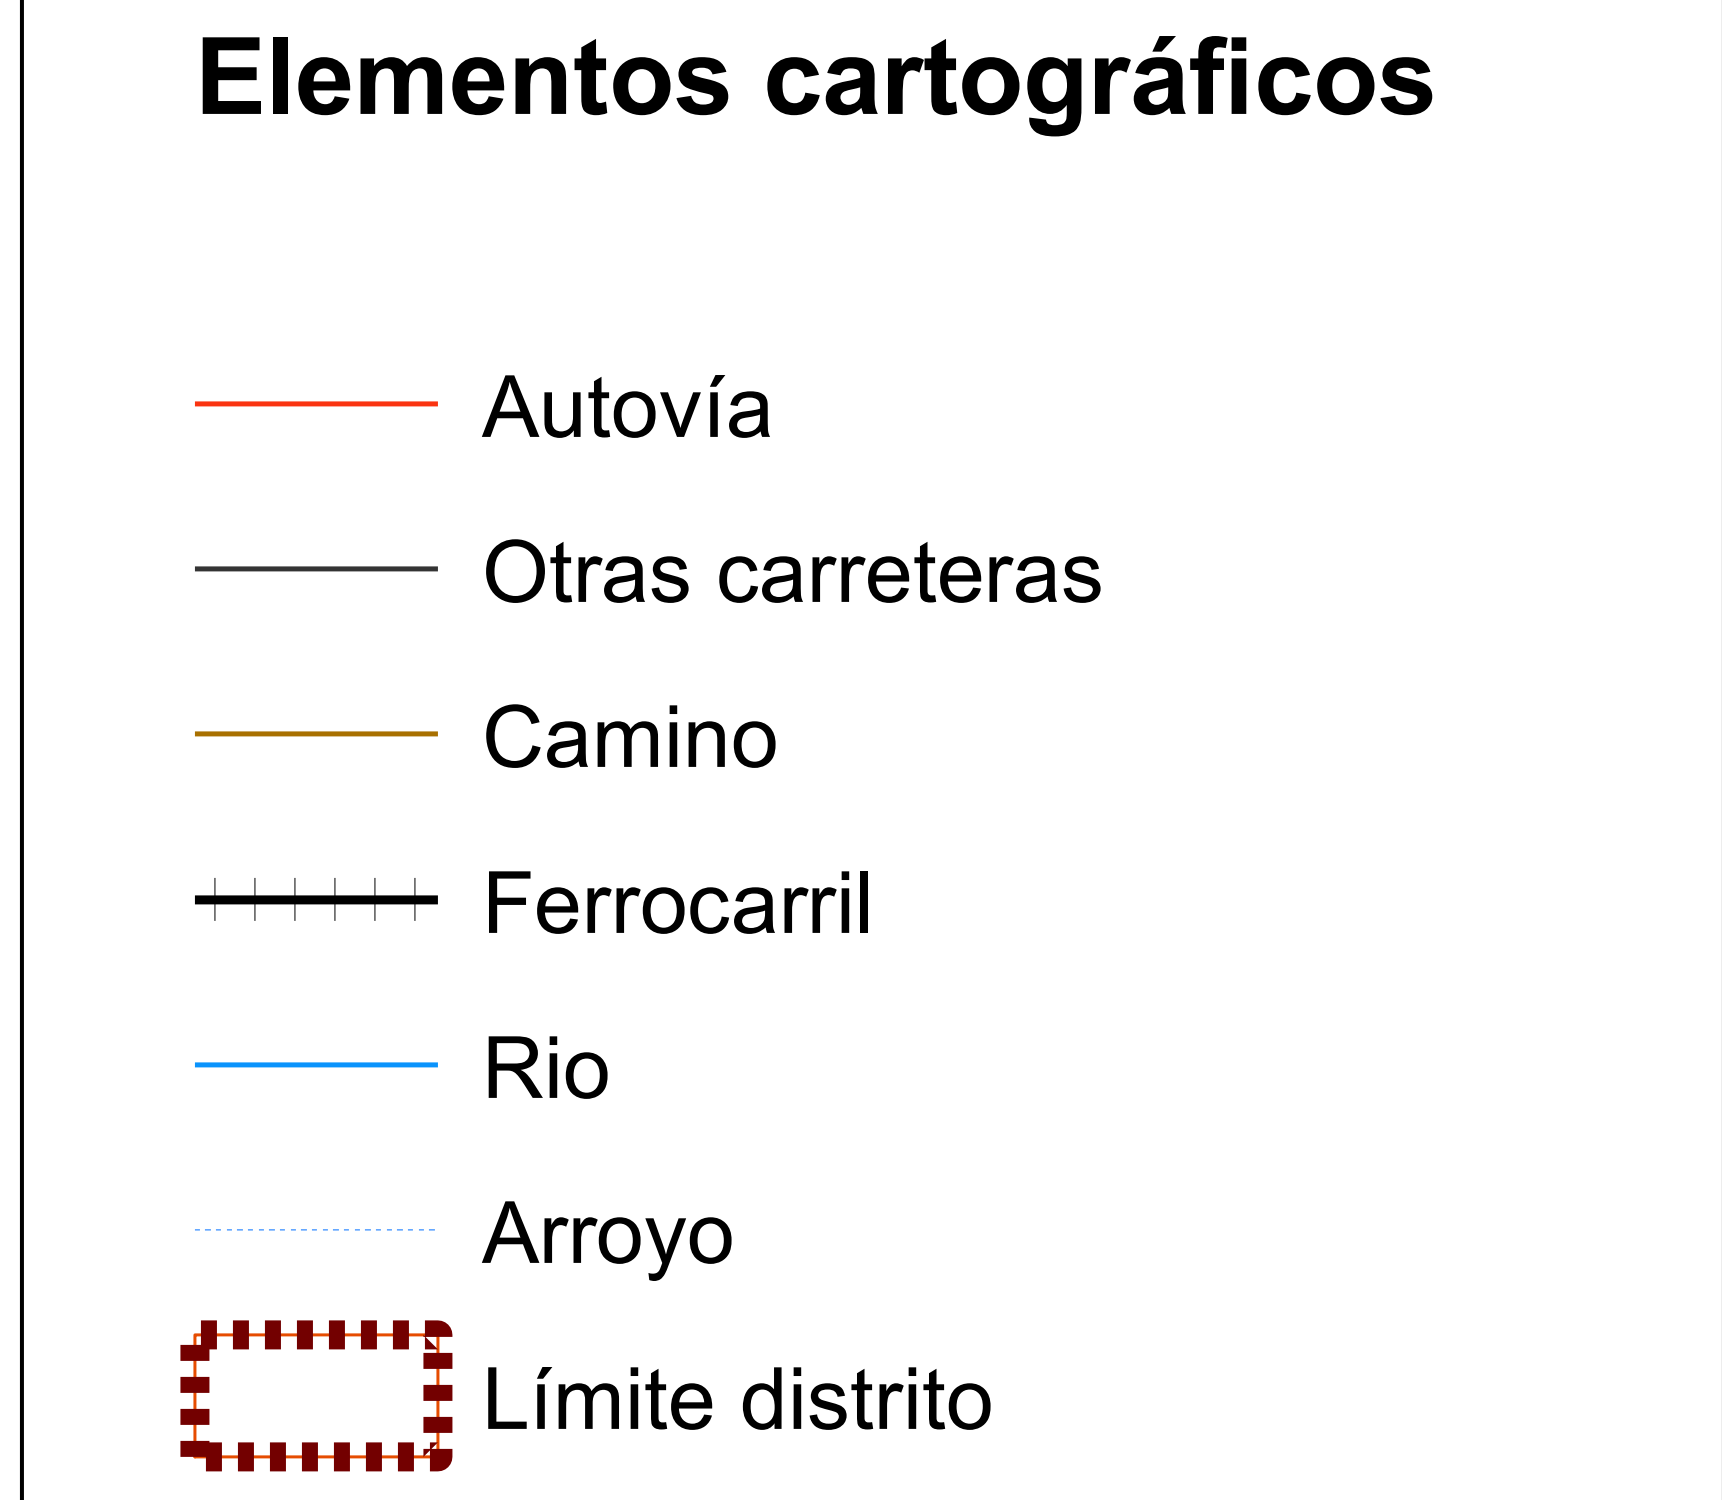 Elementos cartográficos
Autovía
Otras carreteras
Camino
Ferrocarril
Rio
Arroyo
Límite distrito